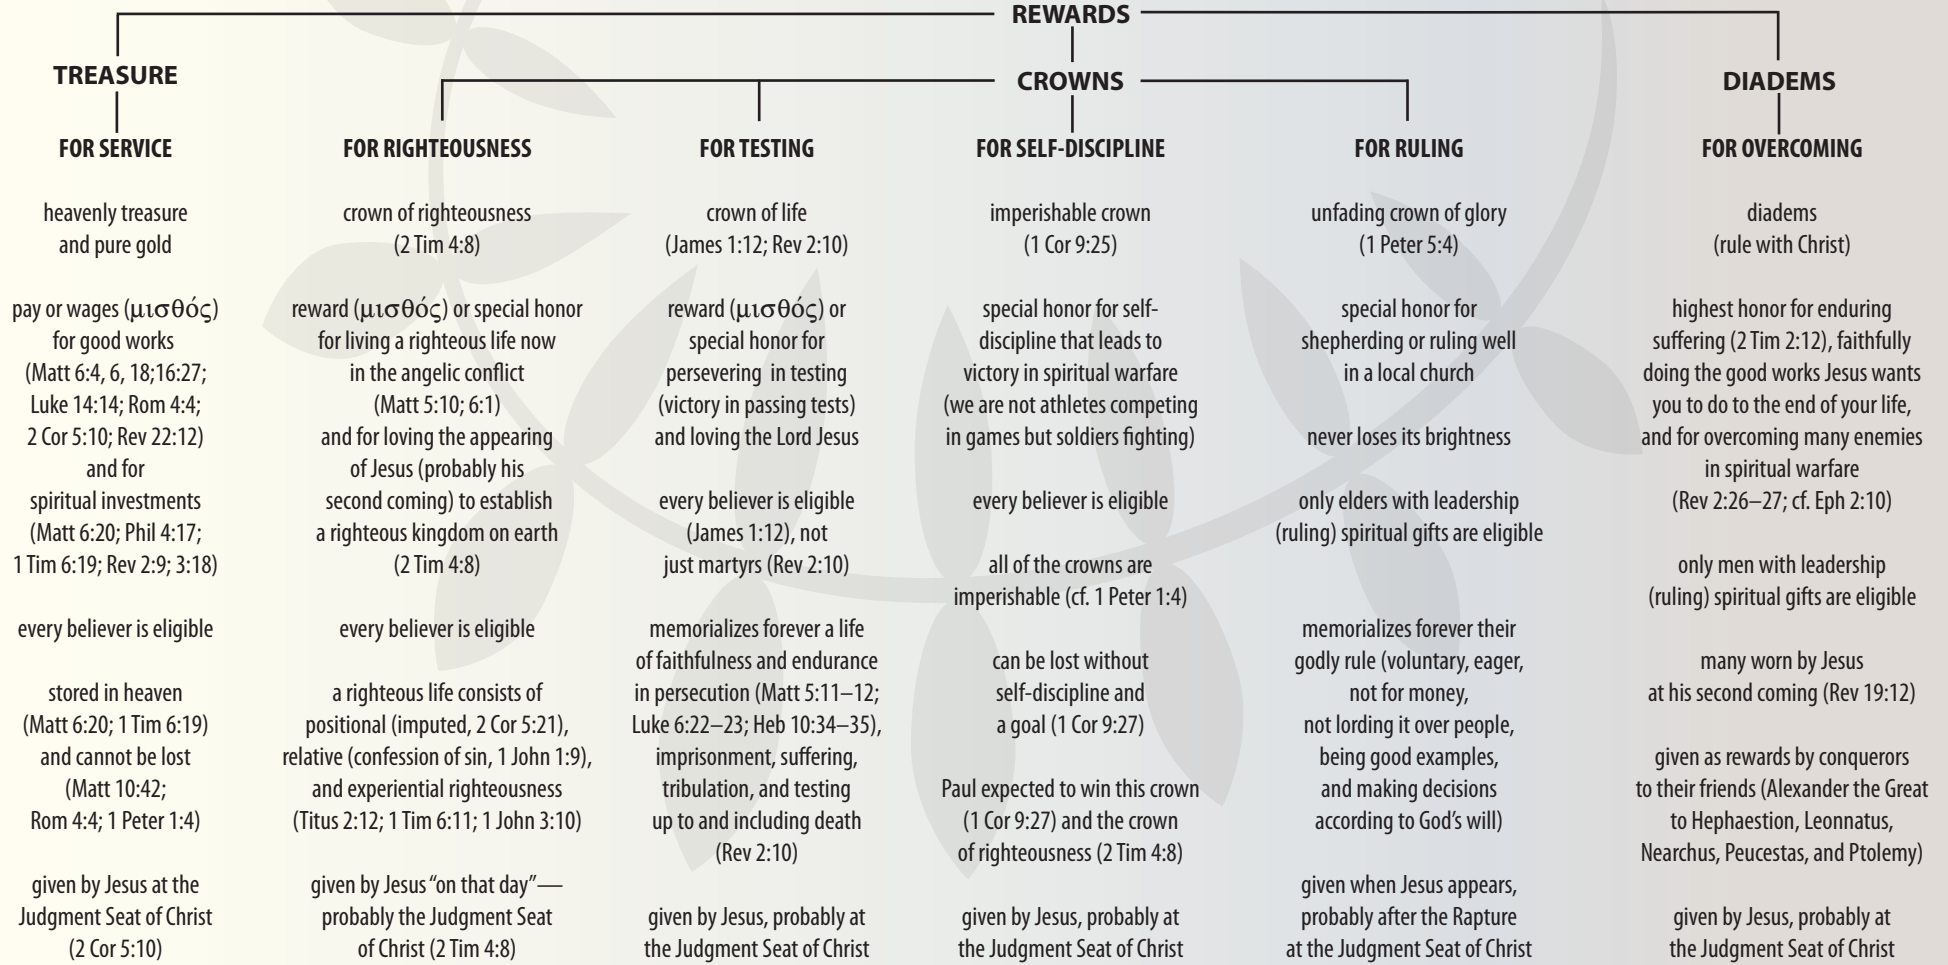 REWARDS
TREASURE
CROWNS
DIADEMS
FOR SERVICE
heavenly treasure
and pure gold
pay or wages (μισθός)
for good works
(Matt 6:4, 6, 18;16:27;
Luke 14:14; Rom 4:4;
2 Cor 5:10; Rev 22:12)
and for
spiritual investments
(Matt 6:20; Phil 4:17;
1 Tim 6:19; Rev 2:9; 3:18)
every believer is eligible
stored in heaven
(Matt 6:20; 1 Tim 6:19)
and cannot be lost
(Matt 10:42;
Rom 4:4; 1 Peter 1:4)
given by Jesus at the
Judgment Seat of Christ
(2 Cor 5:10)
FOR RIGHTEOUSNESS
crown of righteousness
(2 Tim 4:8)
reward (μισθός) or special honor
for living a righteous life now
in the angelic conflict
(Matt 5:10; 6:1)
and for loving the appearing
of Jesus (probably his
second coming) to establish
a righteous kingdom on earth
(2 Tim 4:8)
every believer is eligible
a righteous life consists of
positional (imputed, 2 Cor 5:21),
relative (confession of sin, 1 John 1:9),
and experiential righteousness
(Titus 2:12; 1 Tim 6:11; 1 John 3:10)
given by Jesus “on that day”—
probably the Judgment Seat
of Christ (2 Tim 4:8)
FOR TESTING
crown of life
(James 1:12; Rev 2:10)
reward (μισθός) or
special honor for
persevering in testing
(victory in passing tests)
and loving the Lord Jesus
every believer is eligible
(James 1:12), not
just martyrs (Rev 2:10)
memorializes forever a life
of faithfulness and endurance
in persecution (Matt 5:11–12;
Luke 6:22–23; Heb 10:34–35),
imprisonment, suffering,
tribulation, and testing
up to and including death
(Rev 2:10)
given by Jesus, probably at
the Judgment Seat of Christ
FOR SELF-DISCIPLINE
imperishable crown
(1 Cor 9:25)
special honor for self-
discipline that leads to
victory in spiritual warfare
(we are not athletes competing
in games but soldiers fighting)
every believer is eligible
all of the crowns are
imperishable (cf. 1 Peter 1:4)
can be lost without
self-discipline and
a goal (1 Cor 9:27)
Paul expected to win this crown
(1 Cor 9:27) and the crown
of righteousness (2 Tim 4:8)
given by Jesus, probably at
the Judgment Seat of Christ
FOR RULING
unfading crown of glory
(1 Peter 5:4)
special honor for
shepherding or ruling well
in a local church
never loses its brightness
only elders with leadership
(ruling) spiritual gifts are eligible
memorializes forever their
godly rule (voluntary, eager,
not for money,
not lording it over people,
being good examples,
and making decisions
according to God’s will)
given when Jesus appears,
probably after the Rapture
at the Judgment Seat of Christ
FOR OVERCOMING
diadems
(rule with Christ)
highest honor for enduring
suffering (2 Tim 2:12), faithfully
doing the good works Jesus wants
you to do to the end of your life,
and for overcoming many enemies
in spiritual warfare
(Rev 2:26–27; cf. Eph 2:10)
only men with leadership
(ruling) spiritual gifts are eligible
many worn by Jesus
at his second coming (Rev 19:12)
given as rewards by conquerors
to their friends (Alexander the Great
to Hephaestion, Leonnatus,
Nearchus, Peucestas, and Ptolemy)
given by Jesus, probably at
the Judgment Seat of Christ